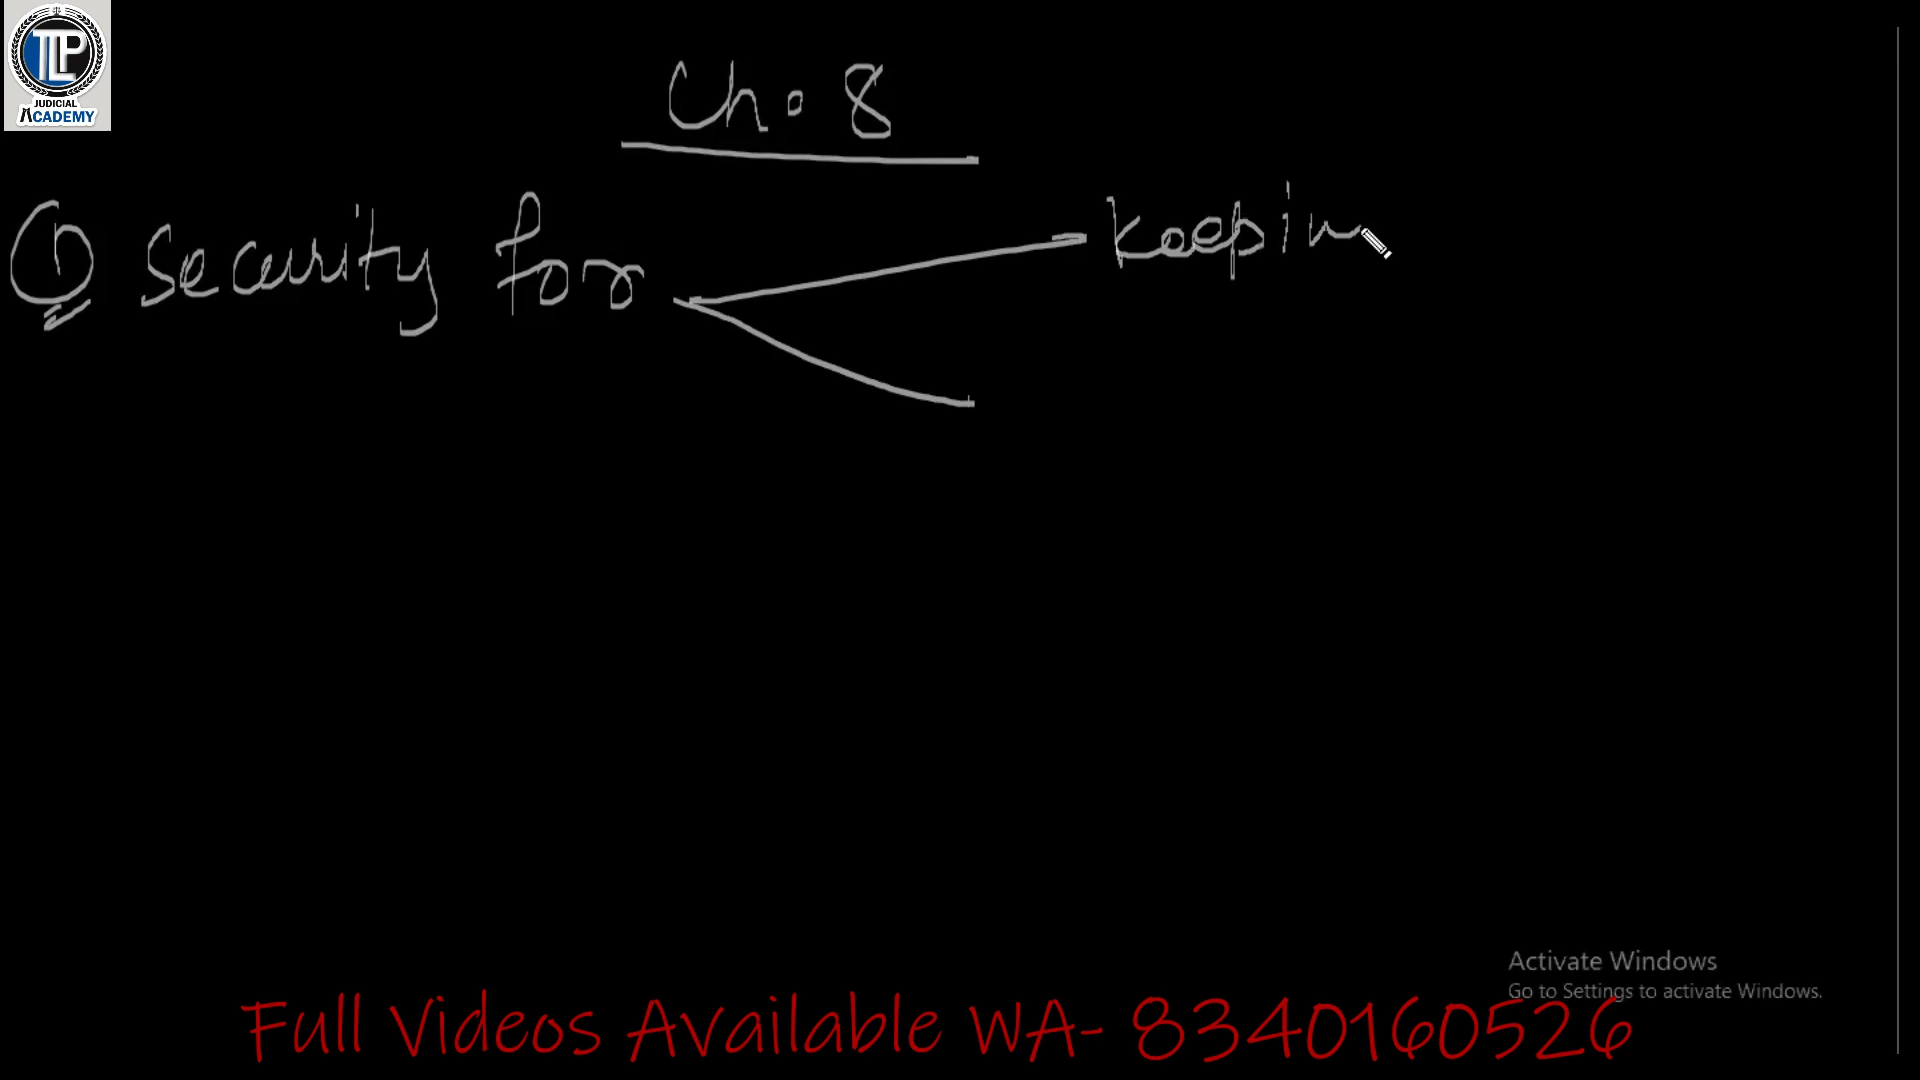 TLP
JUDICIAL
ACADEMY
Ch. 8
① Security for
keepin
Activate Windows
Go to Settings to activate Windows.
Full Videos Available WA- 8340160526